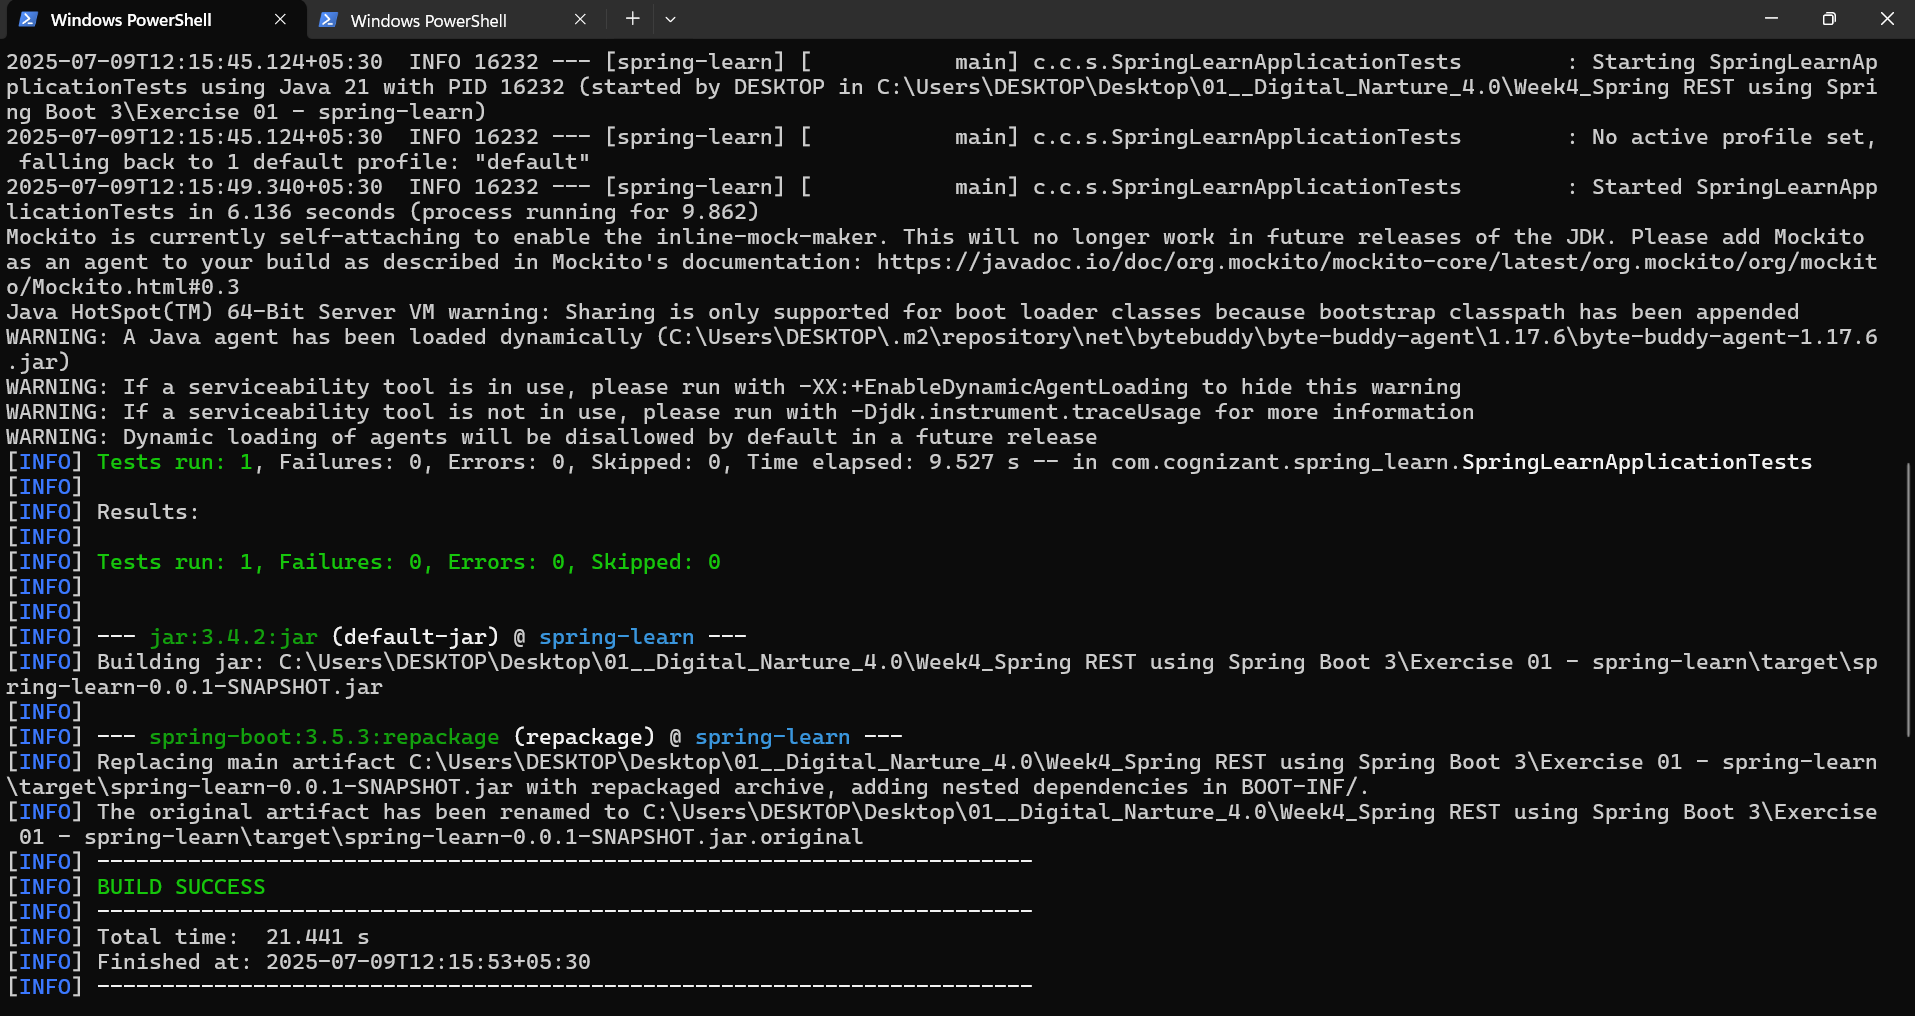 Windows PowerShell
Windows PowerShell
2025-07-09T12:15:45.124+05:30  INFO 16232 --- [spring-learn] [           main] c.c.s.SpringLearnApplicationTests        : Starting SpringLearnAp
plicationTests using Java 21 with PID 16232 (started by DESKTOP in C:\Users\DESKTOP\Desktop\01__Digital_Narture_4.0\Week4_Spring REST using Spri
ng Boot 3\Exercise 01 - spring-learn)
2025-07-09T12:15:45.124+05:30  INFO 16232 --- [spring-learn] [           main] c.c.s.SpringLearnApplicationTests        : No active profile set,
 falling back to 1 default profile: "default"
2025-07-09T12:15:49.340+05:30  INFO 16232 --- [spring-learn] [           main] c.c.s.SpringLearnApplicationTests        : Started SpringLearnApp
licationTests in 6.136 seconds (process running for 9.862)
Mockito is currently self-attaching to enable the inline-mock-maker. This will no longer work in future releases of the JDK. Please add Mockito
as an agent to your build as described in Mockito's documentation: https://javadoc.io/doc/org.mockito/mockito-core/latest/org.mockito/org/mockit
o/Mockito.html#0.3
Java HotSpot(TM) 64-Bit Server VM warning: Sharing is only supported for boot loader classes because bootstrap classpath has been appended
WARNING: A Java agent has been loaded dynamically (C:\Users\DESKTOP\.m2\repository\net\bytebuddy\byte-buddy-agent\1.17.6\byte-buddy-agent-1.17.6
.jar)
WARNING: If a serviceability tool is in use, please run with -XX:+EnableDynamicAgentLoading to hide this warning
WARNING: If a serviceability tool is not in use, please run with -Djdk.instrument.traceUsage for more information
WARNING: Dynamic loading of agents will be disallowed by default in a future release
[INFO] Tests run: 1, Failures: 0, Errors: 0, Skipped: 0, Time elapsed: 9.527 s -- in com.cognizant.spring_learn.SpringLearnApplicationTests
[INFO]
[INFO] Results:
[INFO]
[INFO] Tests run: 1, Failures: 0, Errors: 0, Skipped: 0
[INFO]
[INFO]
[INFO] --- jar:3.4.2:jar (default-jar) @ spring-learn ---
[INFO] Building jar: C:\Users\DESKTOP\Desktop\01__Digital_Narture_4.0\Week4_Spring REST using Spring Boot 3\Exercise 01 - spring-learn\target\sp
ring-learn-0.0.1-SNAPSHOT.jar
[INFO]
[INFO] --- spring-boot:3.5.3:repackage (repackage) @ spring-learn ---
[INFO] Replacing main artifact C:\Users\DESKTOP\Desktop\01__Digital_Narture_4.0\Week4_Spring REST using Spring Boot 3\Exercise 01 - spring-learn
\target\spring-learn-0.0.1-SNAPSHOT.jar with repackaged archive, adding nested dependencies in BOOT-INF/.
[INFO] The original artifact has been renamed to C:\Users\DESKTOP\Desktop\01__Digital_Narture_4.0\Week4_Spring REST using Spring Boot 3\Exercise
 01 - spring-learn\target\spring-learn-0.0.1-SNAPSHOT.jar.original
[INFO] ------------------------------------------------------------------------
[INFO] BUILD SUCCESS
[INFO] ------------------------------------------------------------------------
[INFO] Total time:  21.441 s
[INFO] Finished at: 2025-07-09T12:15:53+05:30
[INFO] ------------------------------------------------------------------------